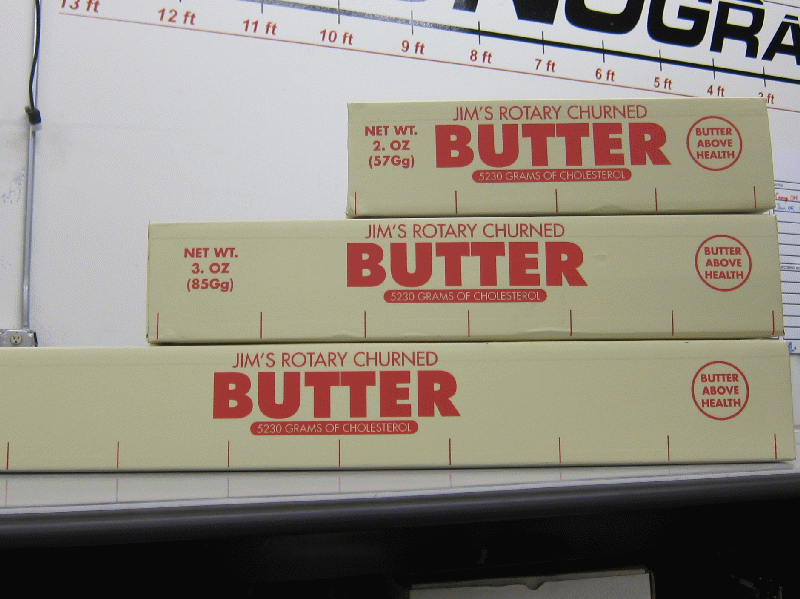 NOGRA
13 ft 12 ft 11 ft 10 ft 9 ft 8 ft 7 ft 6 ft 5 ft 4 ft 3 ft
JIM'S ROTARY CHURNED
NET WT.
2. OZ
(57Gg)
BUTTER
5230 GRAMS OF CHOLESTEROL
BUTTER
ABOVE
HEALTH
JIM'S ROTARY CHURNED
NET WT.
3. OZ
(85Gg)
BUTTER
5230 GRAMS OF CHOLESTEROL
BUTTER
ABOVE
HEALTH
JIM'S ROTARY CHURNED
BUTTER
5230 GRAMS OF CHOLESTEROL
BUTTER
ABOVE
HEALTH